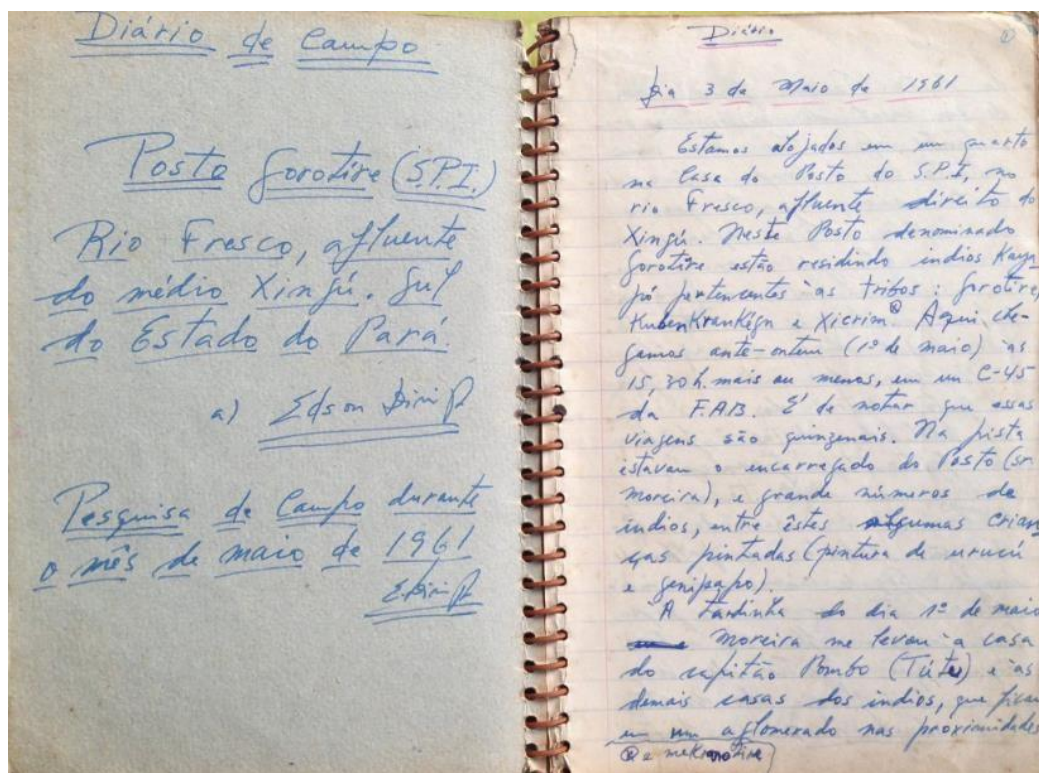 Diário de Campo
Posto Gorotire (S.P.I.)
Rio Fresco, afluente
do médio Xingú. Sul
do Estado do Pará.
a) Edson Diniz
Pesquisa de Campo durante
o mês de maio de 1961
E. Diniz
Diário
Dia 3 de Maio de 1961
Estamos alojados em um quarto
na Casa do Posto do S.P.I, no
rio Fresco, affuente direito do
Xingú. Neste Posto denominado
Gorotire estão residindo indios Kaya
pó pertencentes às tribos: Gorotire,
KubenKranKêgn e Xicrim ⊗ Aqui che-
gamos ante-ontem (1º de maio) às
15,30 h. mais ou menos, em um C-45
da F.A.B. É de notar que essas
viagens são quinzenais. Na pista
estavam o encarregado do Posto (sr.
Moreira), e grande números de
indios, entre êstes algumas crian
ças pintadas (pintura de urucú
e genipapo).
A tardinha do dia 1º de maio
Moreira me levou à casa
do capitão Pombo (Tút) e às
demais casas dos indios, que ficam
em um aglomerado nas proximidades
⊗ e meKranotire